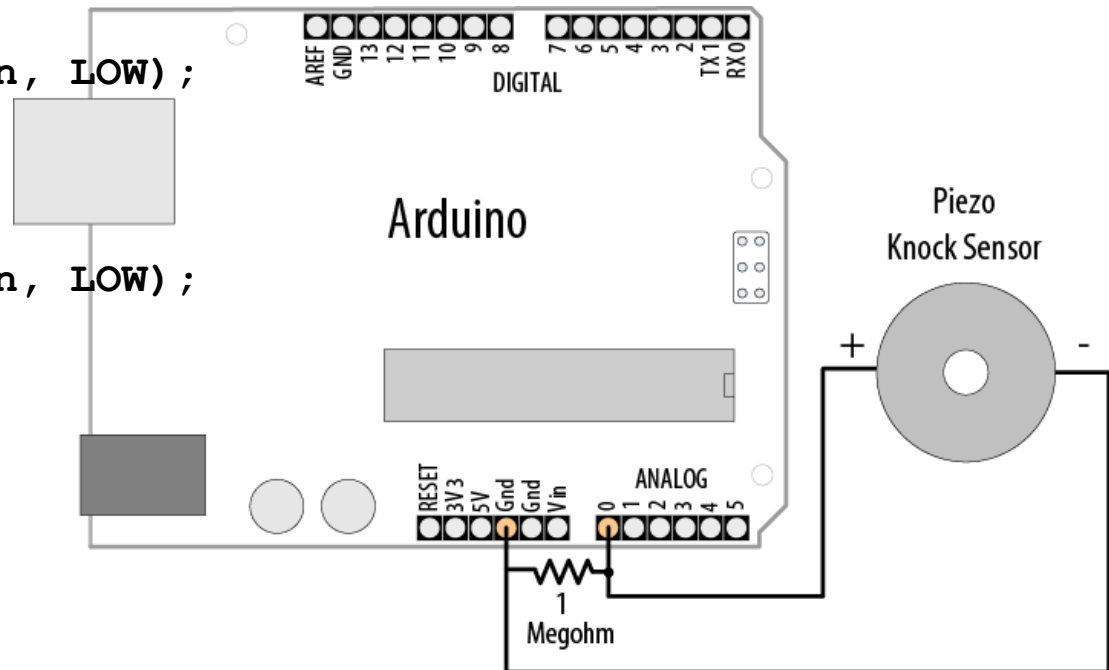 n, LOW);
n, LOW);
AREF
GND
13
12
11
10
9
8
7
6
5
4
3
2
TX 1
RX 0
DIGITAL
Arduino
Piezo
Knock Sensor
+
-
RESET
3V3
5V
Gnd
Gnd
Vin
ANALOG
0
1
2
3
4
5
1
Megohm